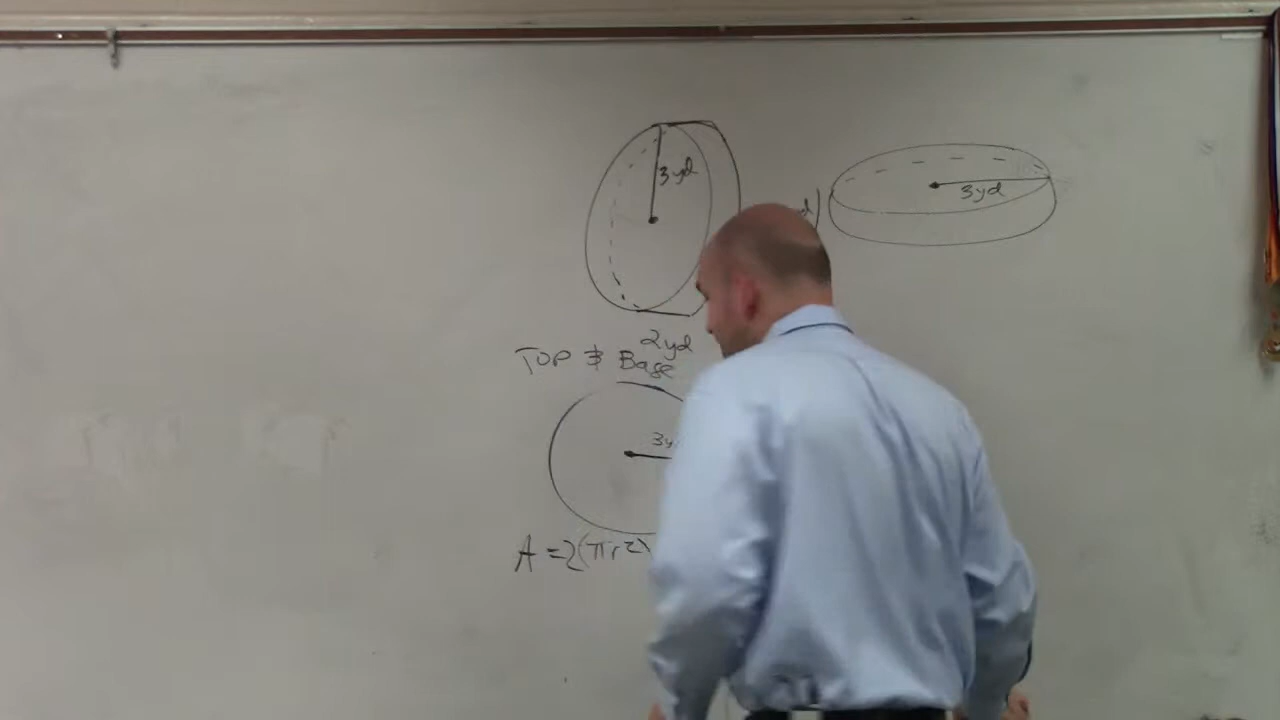 3yd
3yd
2yd
TOP & Base
A = 2(πr2)